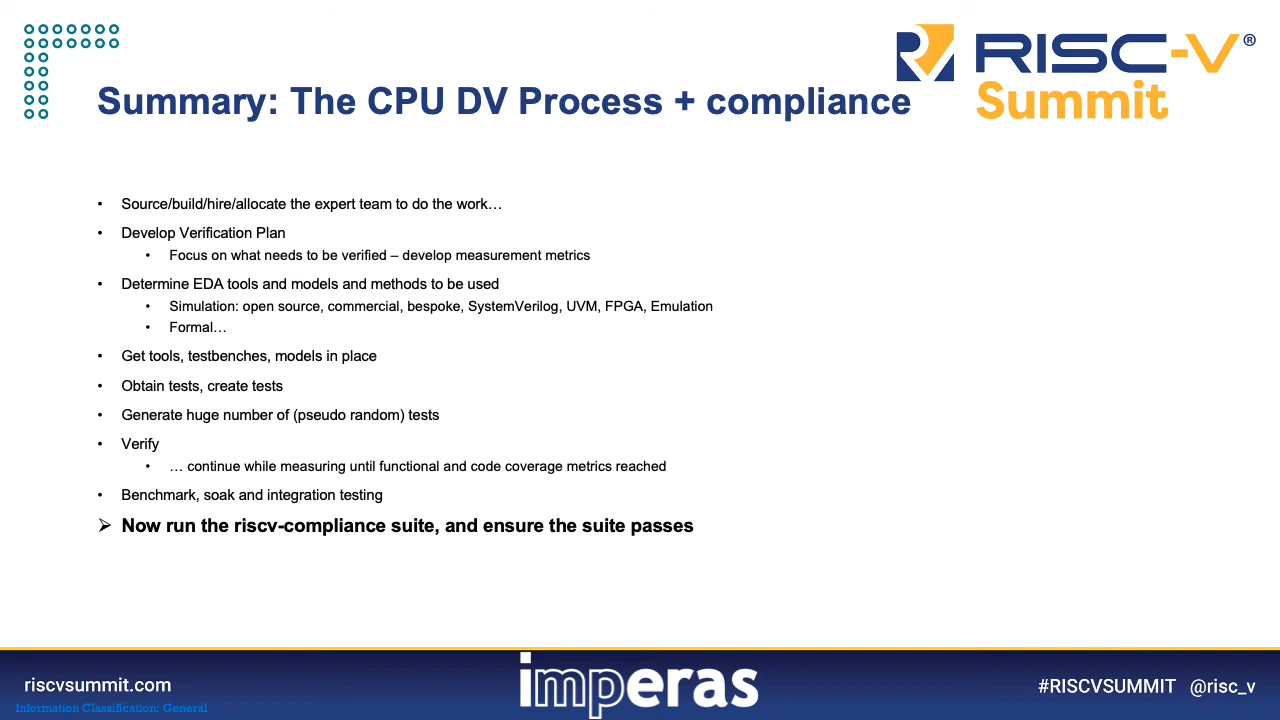 RISC-V®
Summit
Summary: The CPU DV Process + compliance
• Source/build/hire/allocate the expert team to do the work…
• Develop Verification Plan
• Focus on what needs to be verified – develop measurement metrics
• Determine EDA tools and models and methods to be used
• Simulation: open source, commercial, bespoke, SystemVerilog, UVM, FPGA, Emulation
• Formal…
• Get tools, testbenches, models in place
• Obtain tests, create tests
• Generate huge number of (pseudo random) tests
• Verify
• … continue while measuring until functional and code coverage metrics reached
• Benchmark, soak and integration testing
➢ Now run the riscv-compliance suite, and ensure the suite passes
riscvsummit.com
imperas
#RISCVSUMMIT @risc_v
Information Classification: General